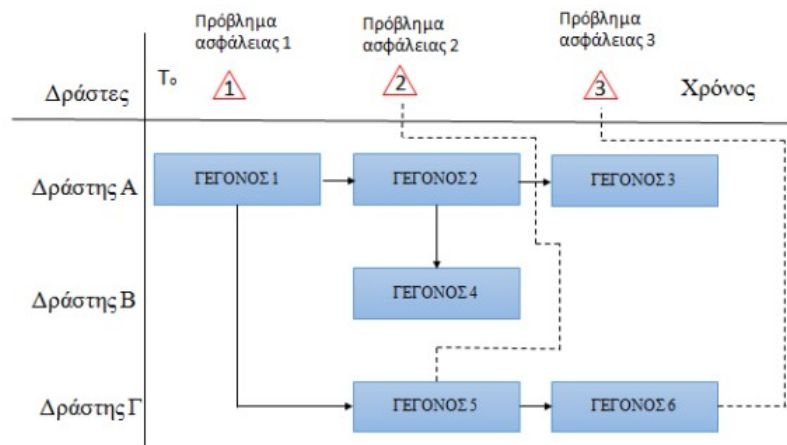 Πρόβλημα
ασφάλειας 1
Πρόβλημα
ασφάλειας 2
Πρόβλημα
ασφάλειας 3
Δράστες
Tₒ
1
2
3
Χρόνος
Δράστης Α
ΓΕΓΟΝΟΣ 1
ΓΕΓΟΝΟΣ 2
ΓΕΓΟΝΟΣ 3
Δράστης Β
ΓΕΓΟΝΟΣ 4
Δράστης Γ
ΓΕΓΟΝΟΣ 5
ΓΕΓΟΝΟΣ 6